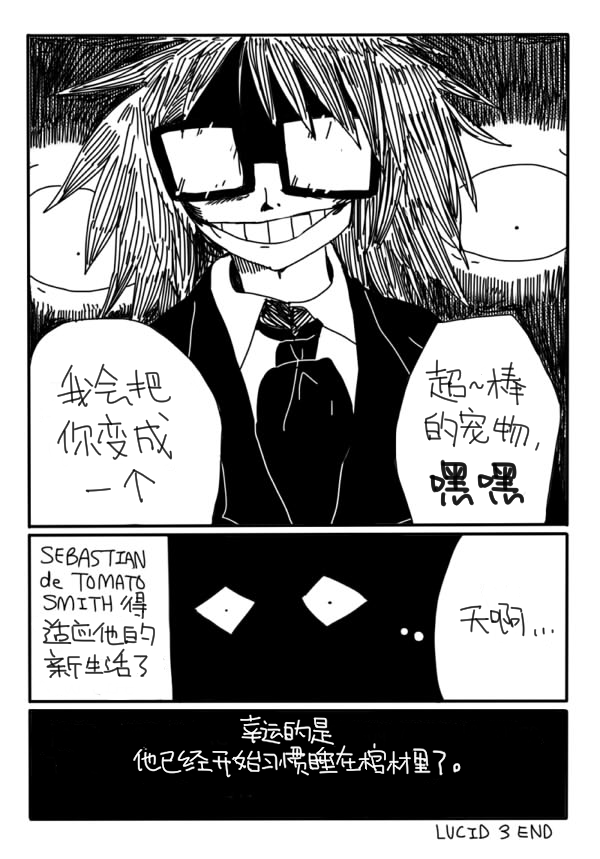 我会把
你变成
一个
超~棒
的宠物,
嘿嘿
SEBASTIAN
de TOMATO
SMITH 得
适应他的
新生活了
天啊...
幸运的是
他已经开始习惯睡在棺材里了。
LUCID 3 END